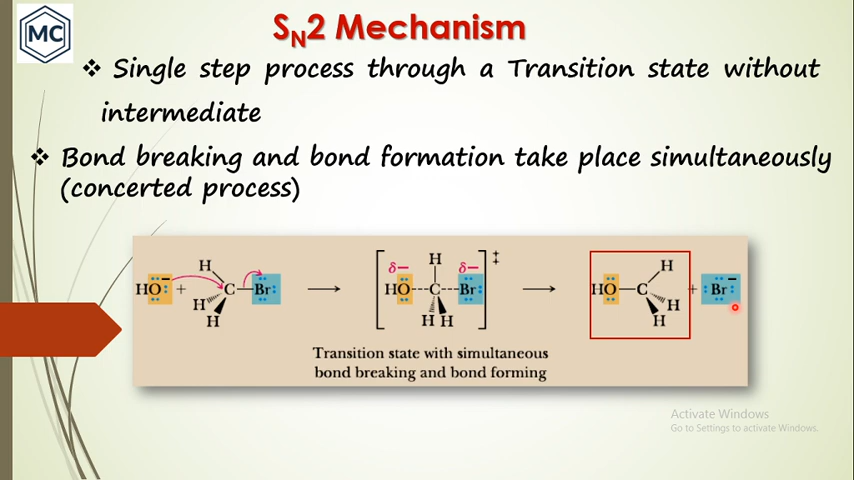 MC
S_N2 Mechanism
❖ Single step process through a Transition state without
intermediate
❖ Bond breaking and bond formation take place simultaneously
(concerted process)
HO:⁻ + H H H C—Br: ⟶ [HO---C---Br: H H H δ− δ−]‡ ⟶ HO—C H H H + :Br:⁻
Transition state with simultaneous
bond breaking and bond forming
Activate Windows
Go to Settings to activate Windows.